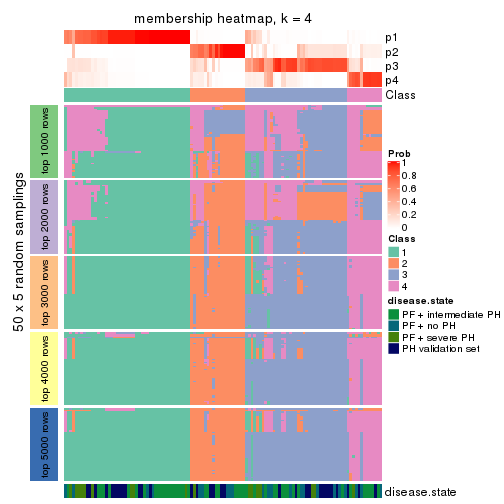 membership heatmap, k = 4
p1
p2
p3
p4
Class
50 x 5 random samplings
top 1000 rows
top 2000 rows
top 3000 rows
top 4000 rows
top 5000 rows
Prob
1
0.8
0.6
0.4
0.2
0
Class
1
2
3
4
disease.state
PF + intermediate PH
PF + no PH
PF + severe PH
PH validation set
disease.state